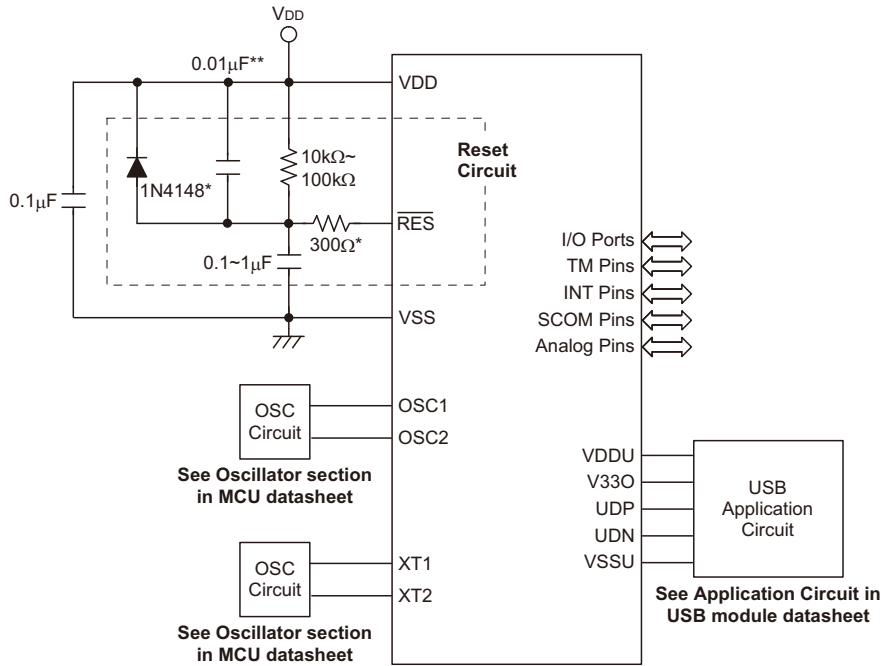 VDD
0.01μF**
VDD
Reset
Circuit
10kΩ~
100kΩ
1N4148*
0.1μF
RES
300Ω*
0.1~1μF
VSS
I/O Ports
TM Pins
INT Pins
SCOM Pins
Analog Pins
OSC
Circuit
OSC1
OSC2
See Oscillator section
in MCU datasheet
VDDU
V33O
UDP
UDN
VSSU
USB
Application
Circuit
See Application Circuit in
USB module datasheet
OSC
Circuit
XT1
XT2
See Oscillator section
in MCU datasheet